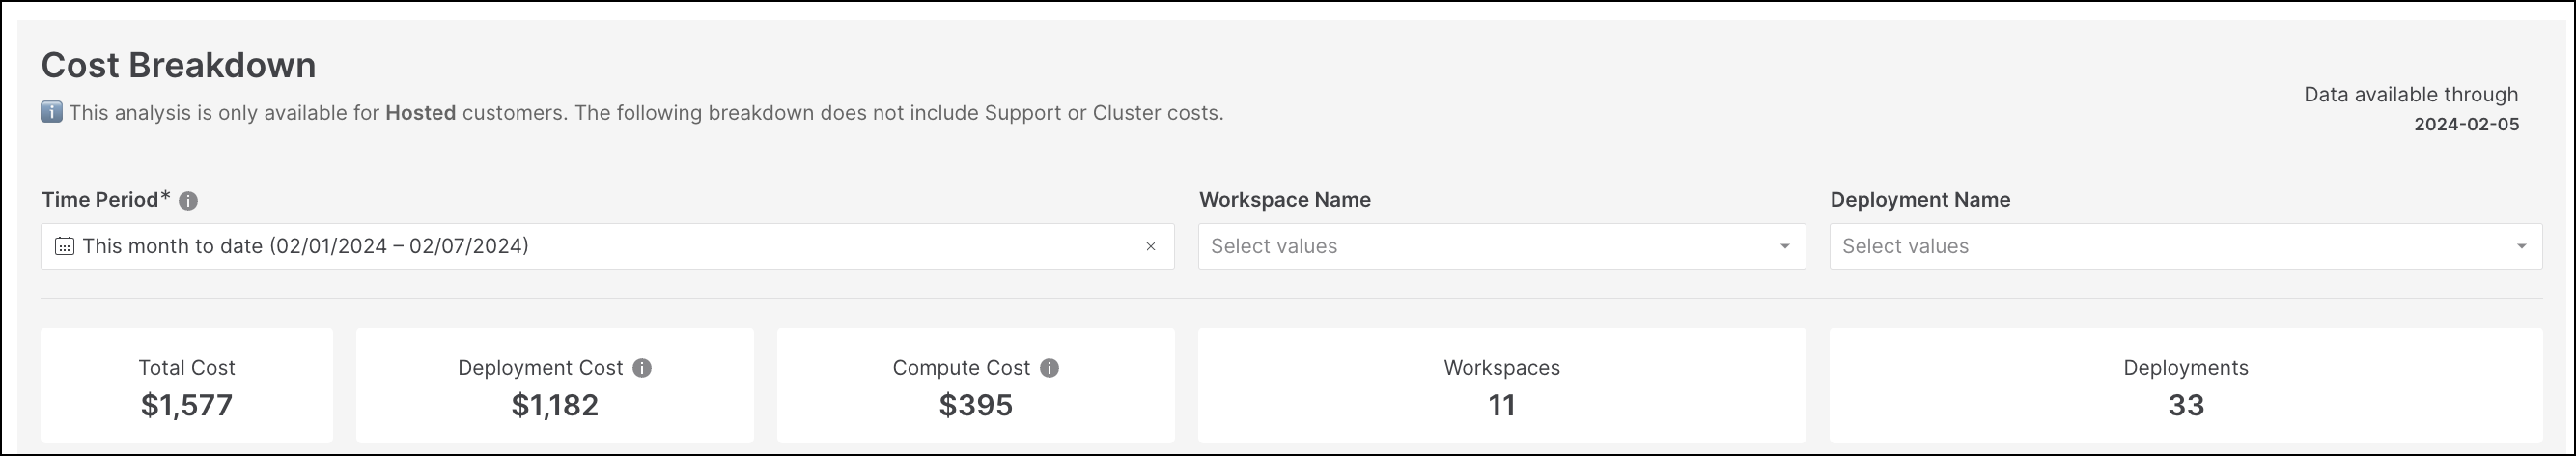 Cost Breakdown
ℹ️ This analysis is only available for Hosted customers. The following breakdown does not include Support or Cluster costs.
Data available through
2024-02-05
Time Period*
Workspace Name
Deployment Name
This month to date (02/01/2024 – 02/07/2024)
Select values
Select values
Total Cost
$1,577
Deployment Cost
$1,182
Compute Cost
$395
Workspaces
11
Deployments
33